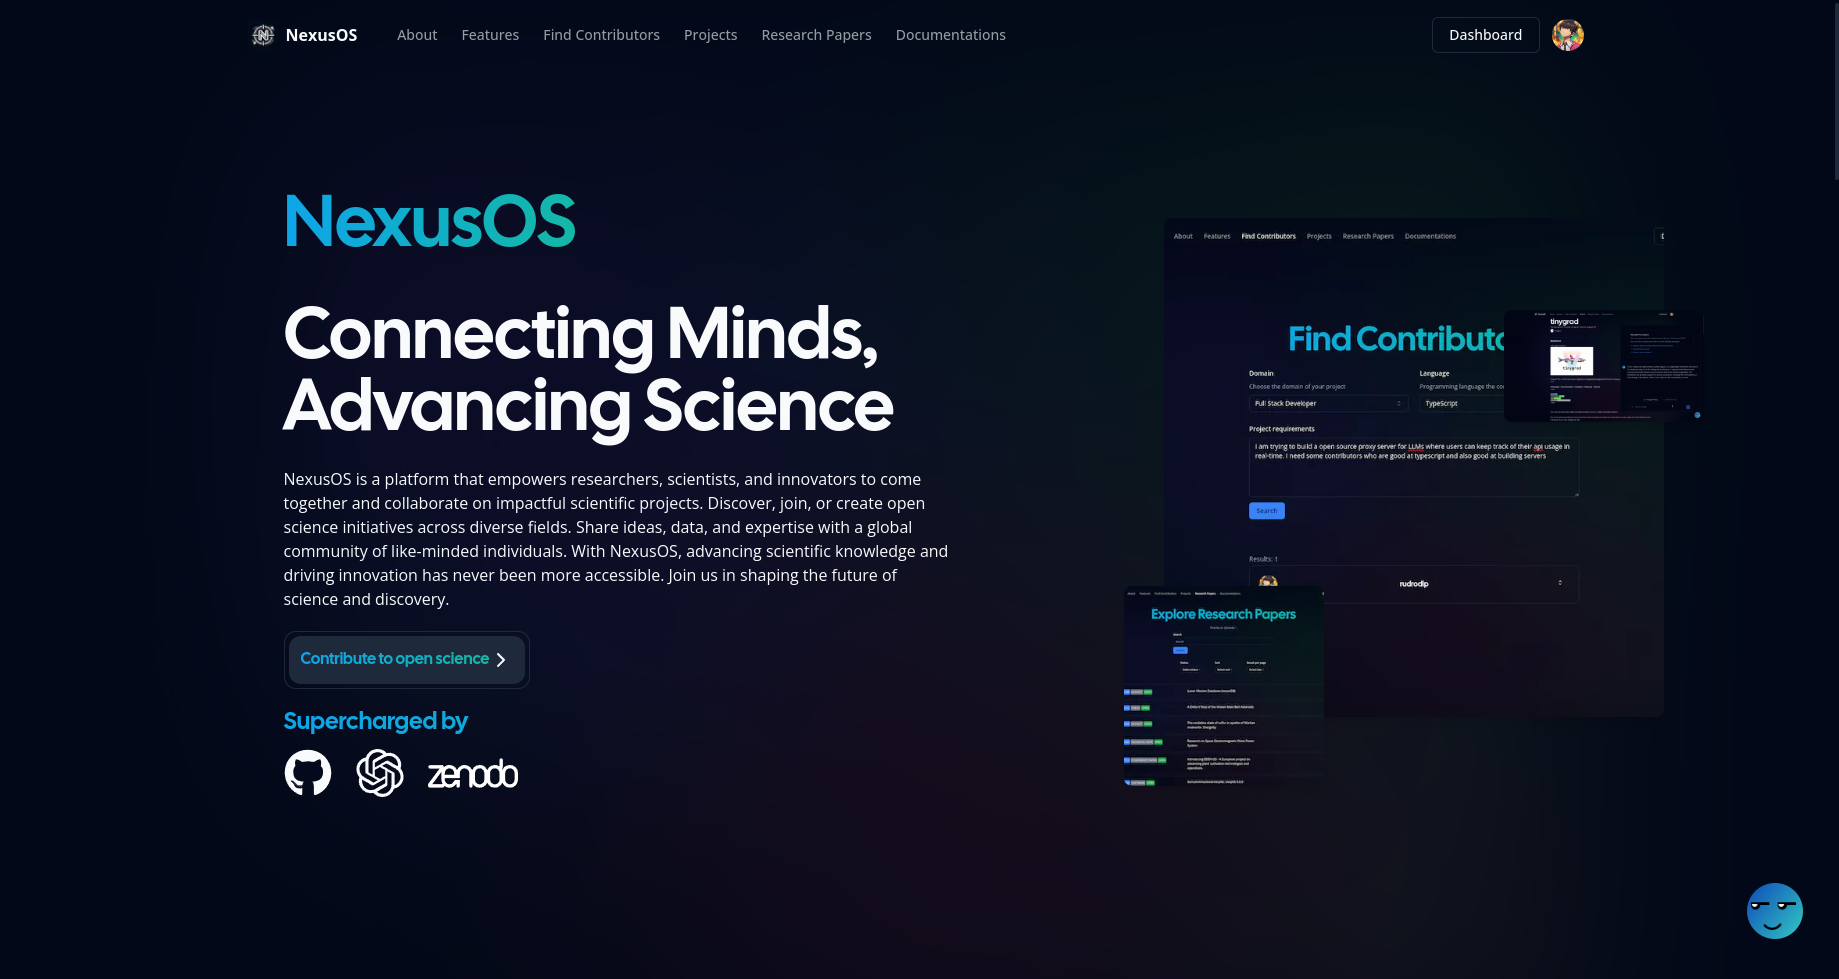 NexusOS
About
Features
Find Contributors
Projects
Research Papers
Documentations
Dashboard
NexusOS
Connecting Minds,
Advancing Science
NexusOS is a platform that empowers researchers, scientists, and innovators to come
together and collaborate on impactful scientific projects. Discover, join, or create open
science initiatives across diverse fields. Share ideas, data, and expertise with a global
community of like-minded individuals. With NexusOS, advancing scientific knowledge and
driving innovation has never been more accessible. Join us in shaping the future of
science and discovery.
Contribute to open science
Supercharged by
zenodo
About
Features
Find Contributors
Projects
Research Papers
Documentations
Find Contributo
Domain
Language
Choose the domain of your project
Programming language the co
Full Stack Developer
TypeScript
Project requirements
I am trying to build a open source proxy server for LLMs where users can keep track of their api usage in
real-time. I need some contributors who are good at typescript and also good at building servers
Search
Results: 1
rudrodip
tinygrad
tinygrad
Explore Research Papers
Search
Status
Sort